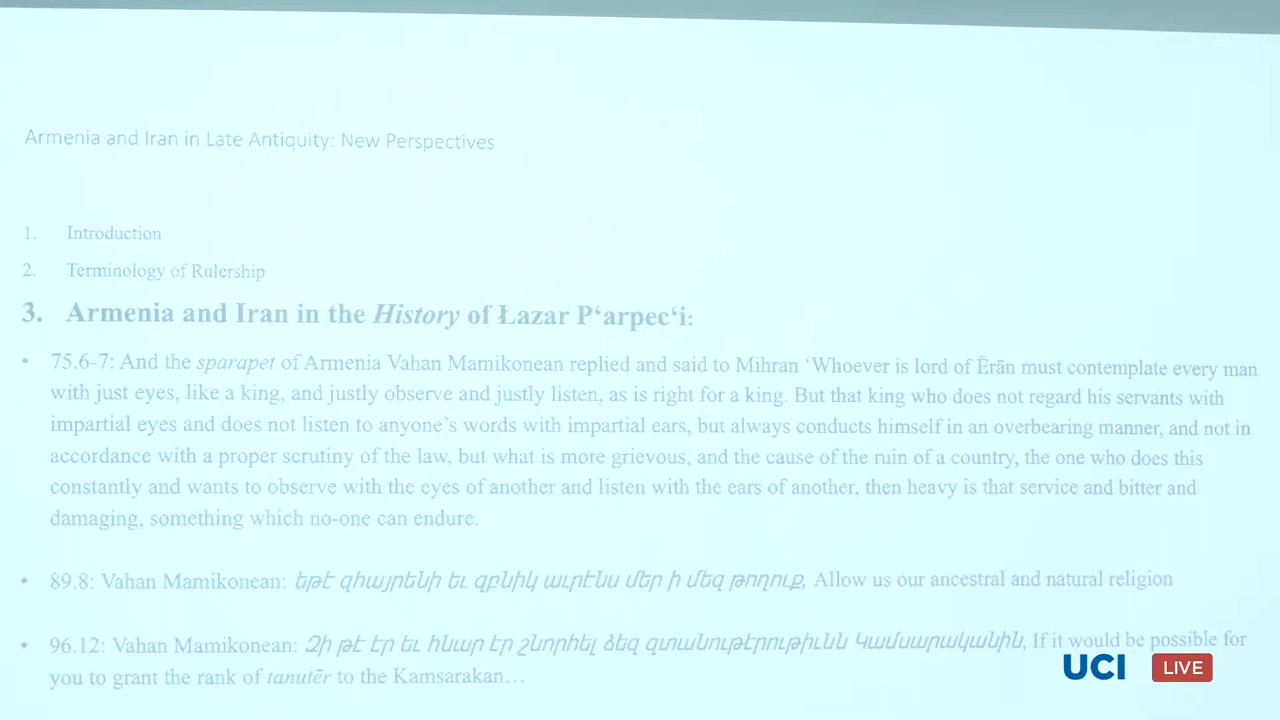 Armenia and Iran in Late Antiquity: New Perspectives
1. Introduction
2. Terminology of Rulership
3. Armenia and Iran in the History of Łazar P‘arpec‘i:
• 75.6-7: And the sparapet of Armenia Vahan Mamikonean replied and said to Mihran ‘Whoever is lord of Ērān must contemplate every man
with just eyes, like a king, and justly observe and justly listen, as is right for a king. But that king who does not regard his servants with
impartial eyes and does not listen to anyone’s words with impartial ears, but always conducts himself in an overbearing manner, and not in
accordance with a proper scrutiny of the law, but what is more grievous, and the cause of the ruin of a country, the one who does this
constantly and wants to observe with the eyes of another and listen with the ears of another, then heavy is that service and bitter and
damaging, something which no-one can endure.
• 89.8: Vahan Mamikonean: եթէ զհայրենի եւ զբնիկ աւրէնս մեր ի մեզ թողուք, Allow us our ancestral and natural religion
• 96.12: Vahan Mamikonean: Զի թէ էր եւ հնար էր շնորհել ձեզ զտանուտէրութիւնն Կամսարականին, If it would be possible for
you to grant the rank of tanutēr to the Kamsarakan…
UCI LIVE